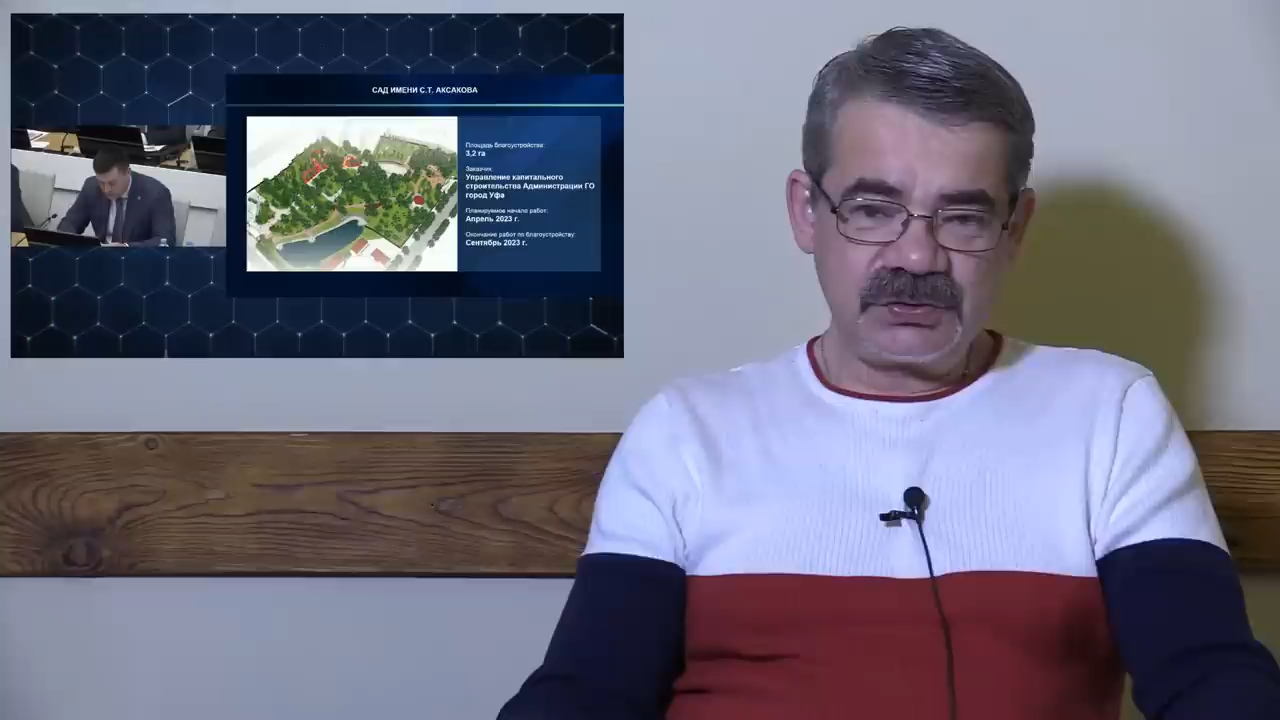 САД ИМЕНИ С.Т. АКСАКОВА
Площадь благоустройства:
3,2 га
Заказчик:
Управление капитального
строительства Администрации ГО
город Уфа
Планируемое начало работ:
Апрель 2023 г.
Окончание работ по благоустройству:
Сентябрь 2023 г.